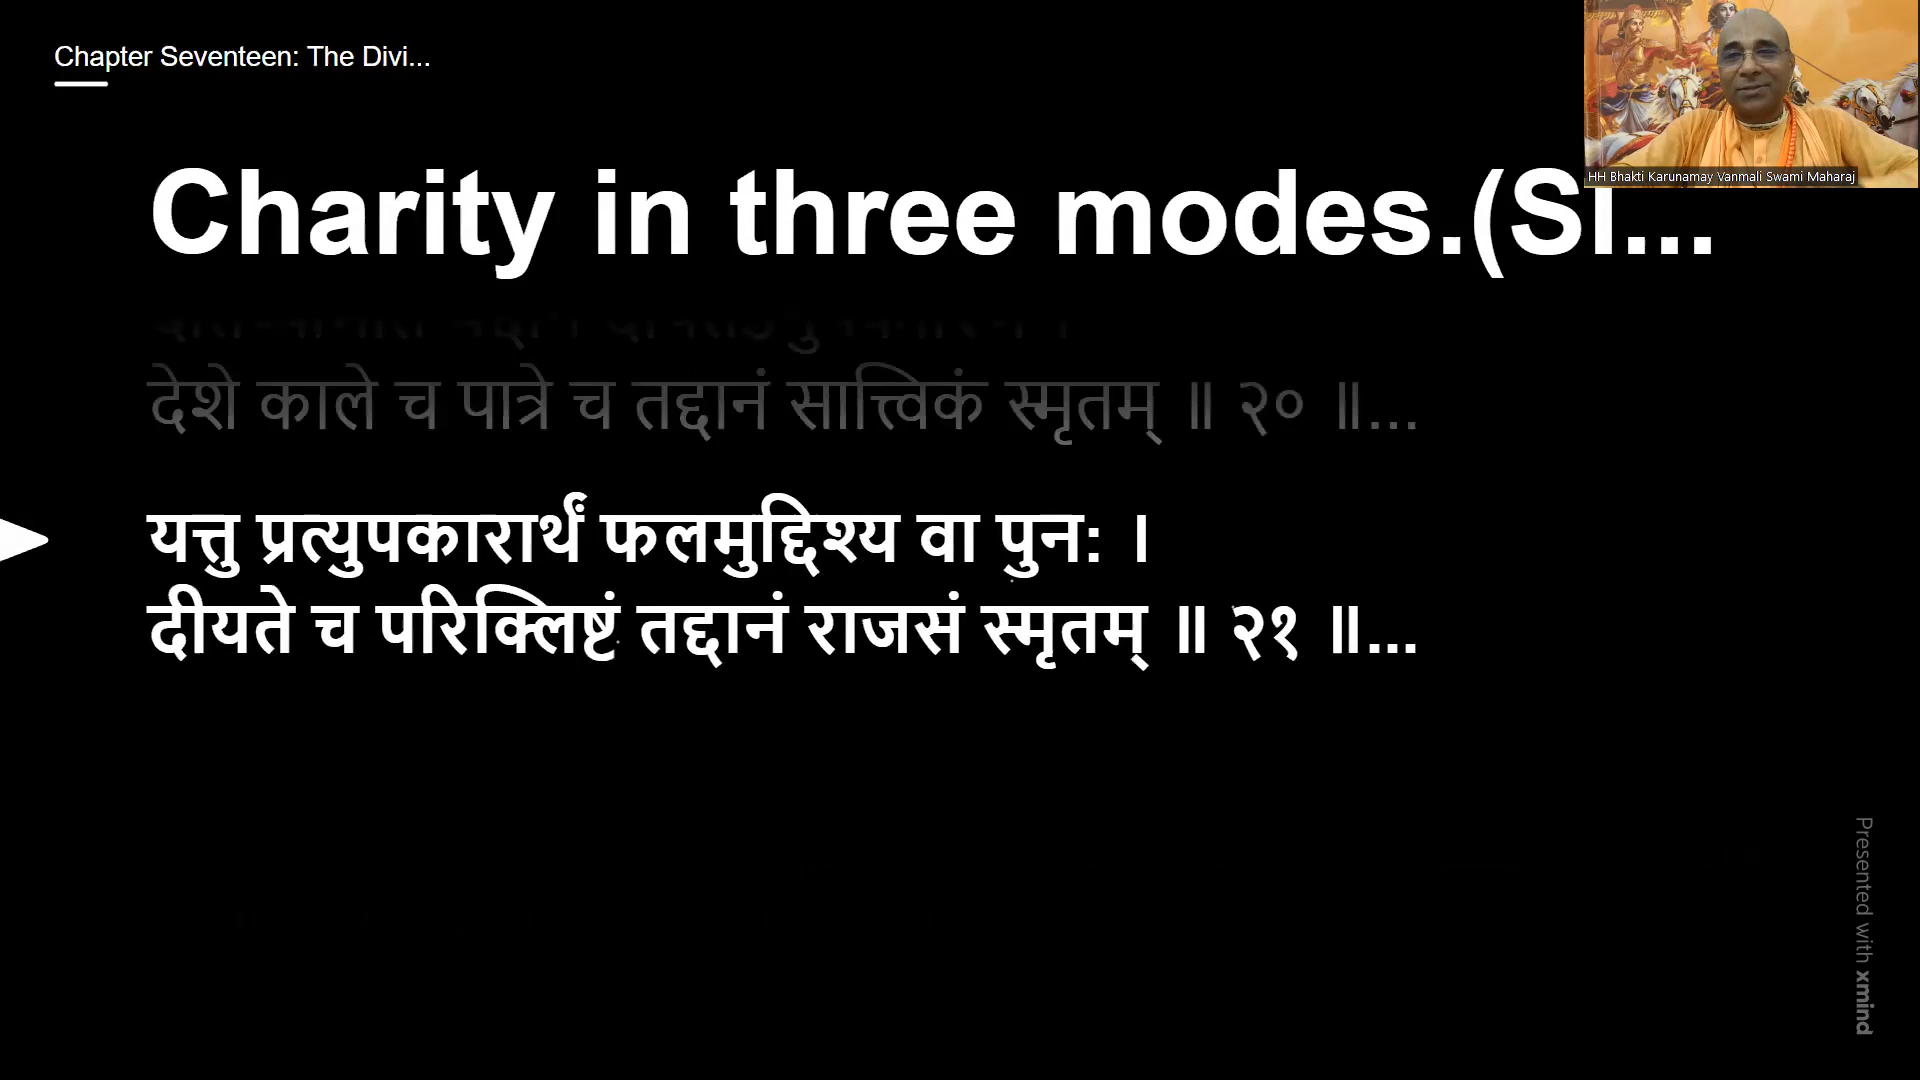 Chapter Seventeen: The Divi...
HH Bhakti Karunamay Vanmali Swami Maharaj
Charity in three modes.(Sl...
देशे काले च पात्रे च तद्दानं सात्त्विकं स्मृतम् ॥ २० ॥...
यत्तु प्रत्युपकारार्थं फलमुद्दिश्य वा पुन: ।
दीयते च परिक्लिष्टं तद्दानं राजसं स्मृतम् ॥ २१ ॥...
Presented with xmind